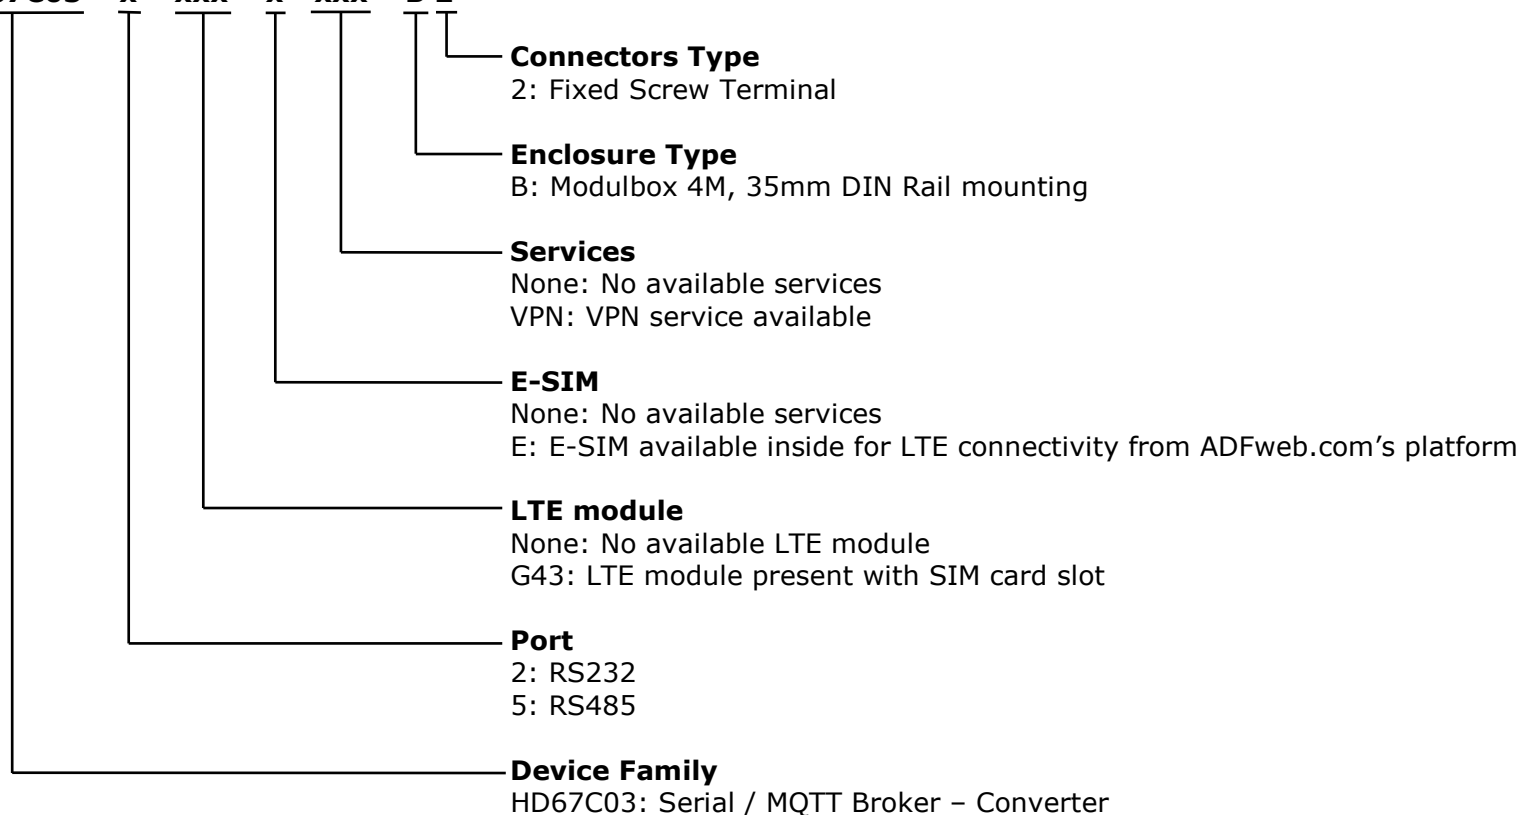 Connectors Type
2: Fixed Screw Terminal
Enclosure Type
B: Modulbox 4M, 35mm DIN Rail mounting
Services
None: No available services
VPN: VPN service available
E-SIM
None: No available services
E: E-SIM available inside for LTE connectivity from ADFweb.com’s platform
LTE module
None: No available LTE module
G43: LTE module present with SIM card slot
Port
2: RS232
5: RS485
Device Family
HD67C03: Serial / MQTT Broker – Converter